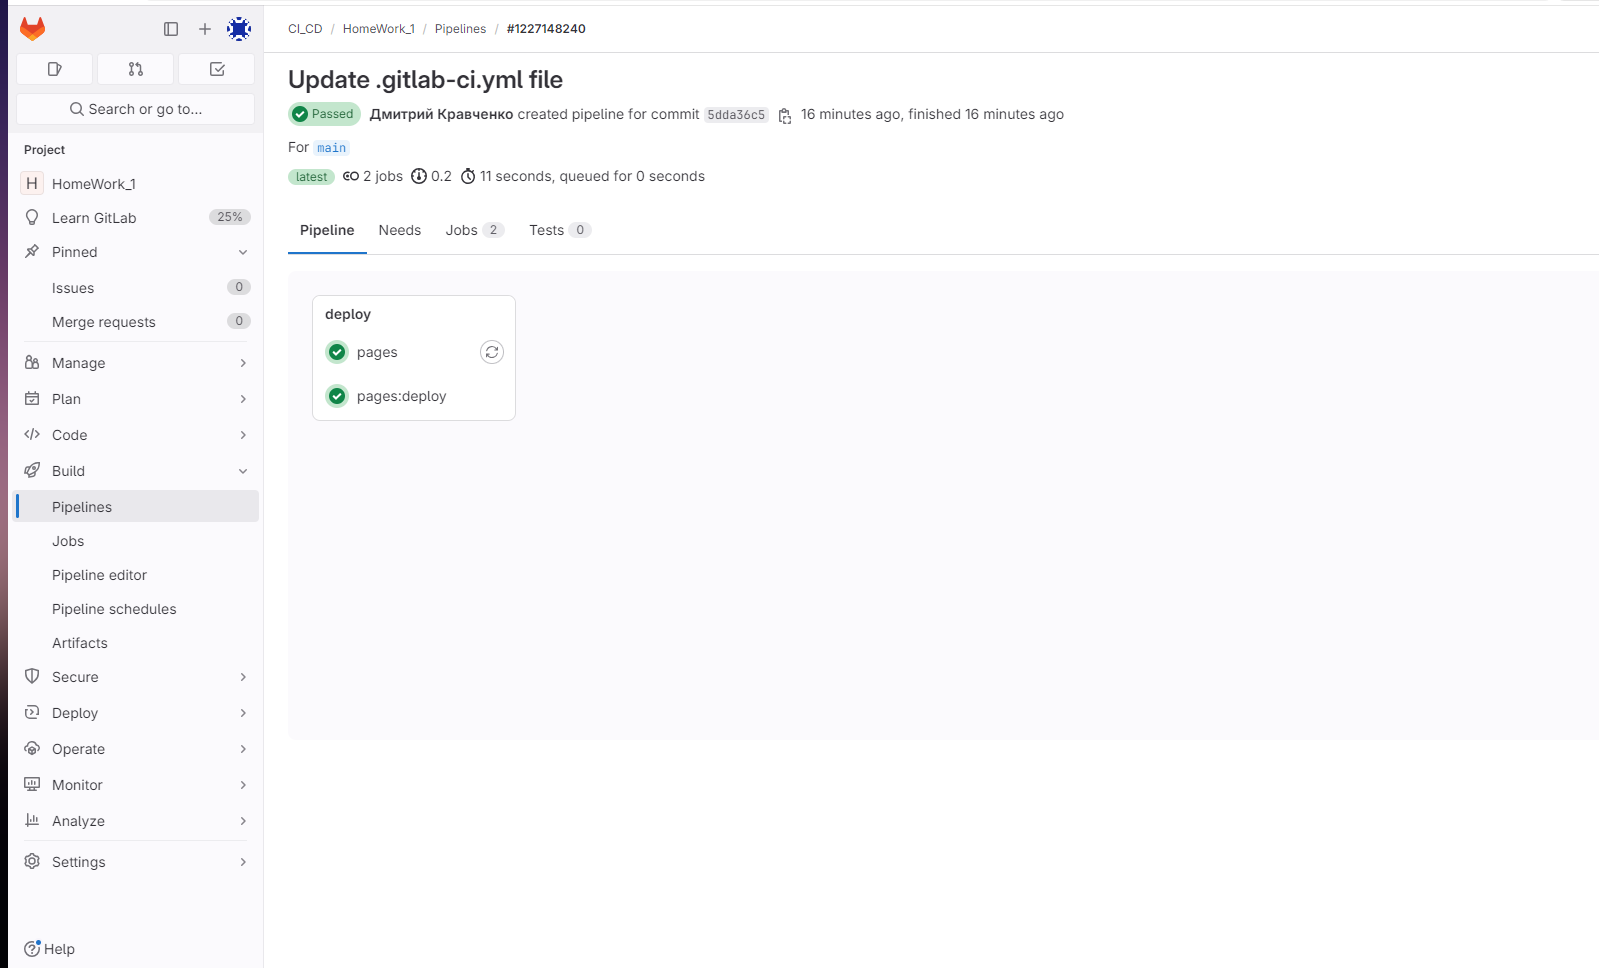 CI_CD / HomeWork_1 / Pipelines / #1227148240
Search or go to...
Project
H HomeWork_1
Learn GitLab 25%
Pinned
Issues 0
Merge requests 0
Manage
Plan
Code
Build
Pipelines
Jobs
Pipeline editor
Pipeline schedules
Artifacts
Secure
Deploy
Operate
Monitor
Analyze
Settings
Help
Update .gitlab-ci.yml file
Passed Дмитрий Кравченко created pipeline for commit 5dda36c5 16 minutes ago, finished 16 minutes ago
For main
latest 2 jobs 0.2 11 seconds, queued for 0 seconds
Pipeline Needs Jobs 2 Tests 0
deploy
pages
pages:deploy